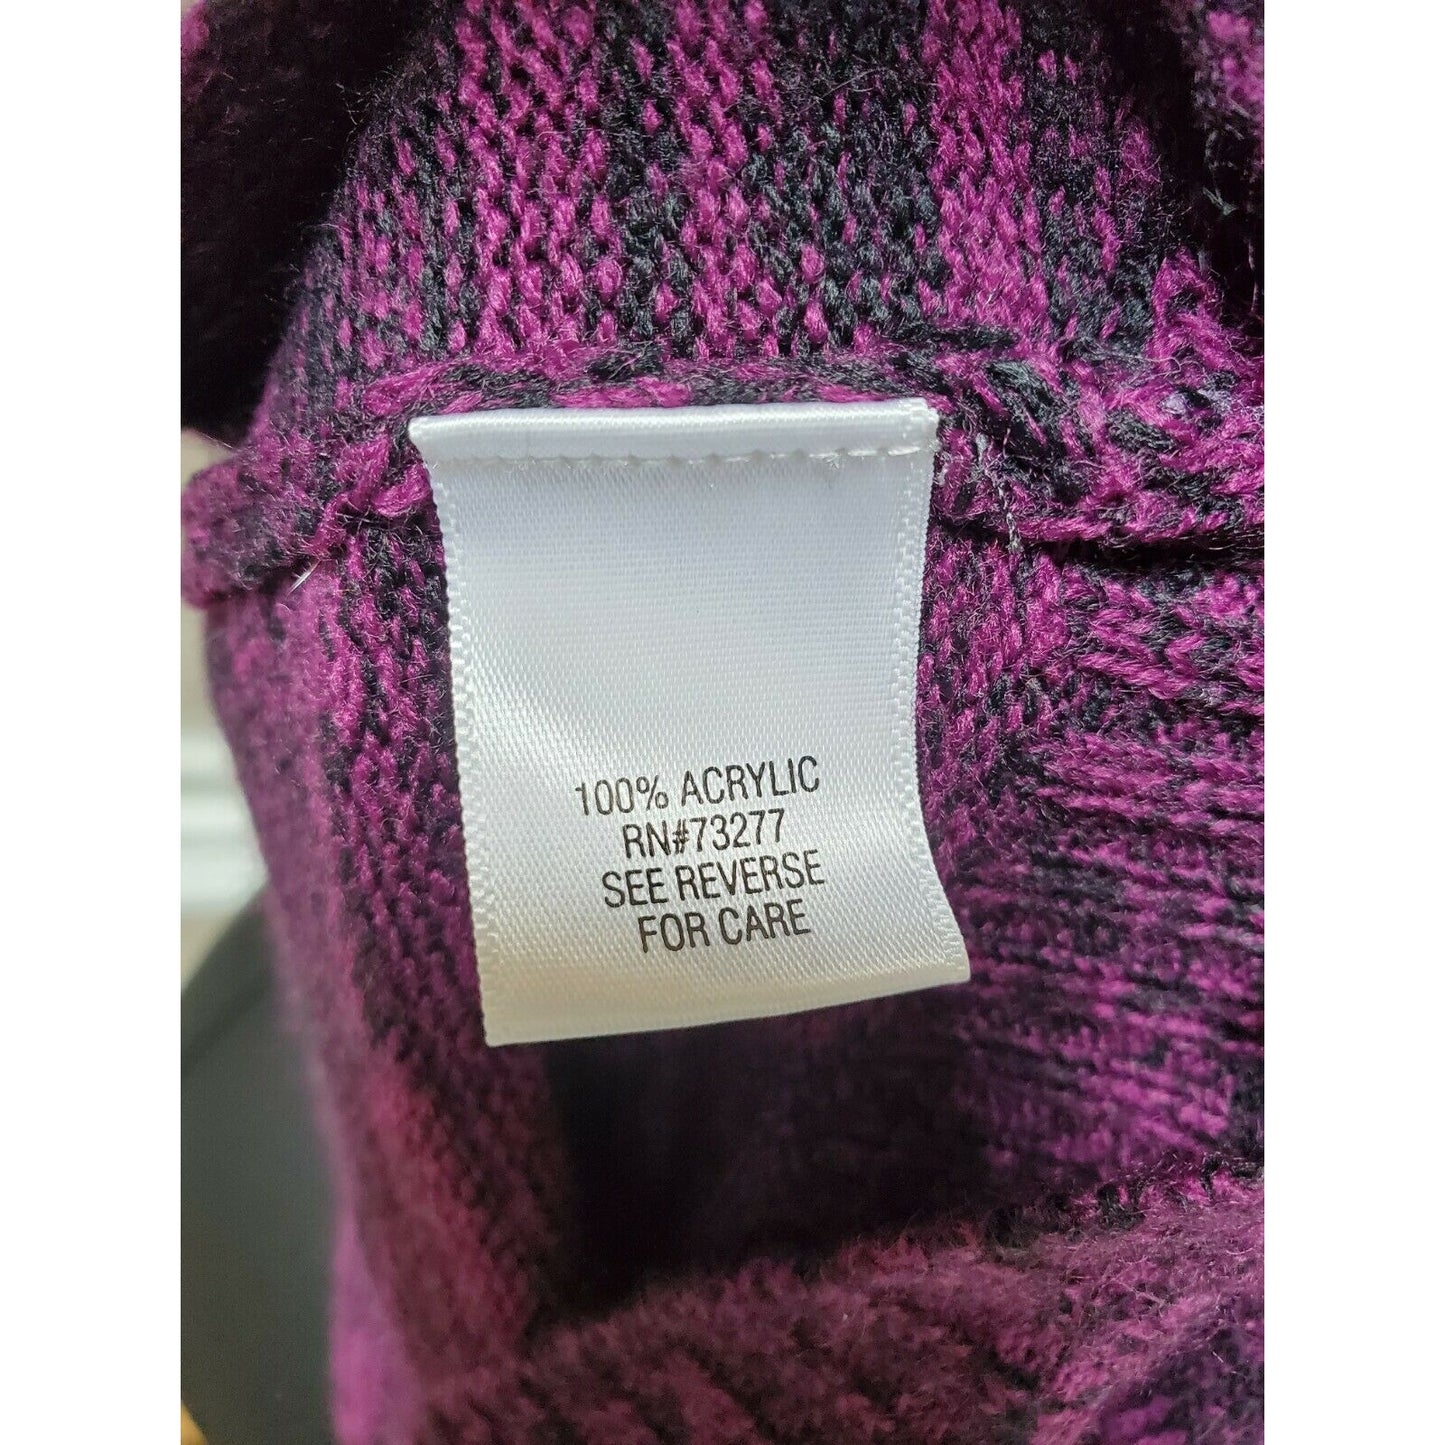 100% ACRYLIC
RN#73277
SEE REVERSE
FOR CARE